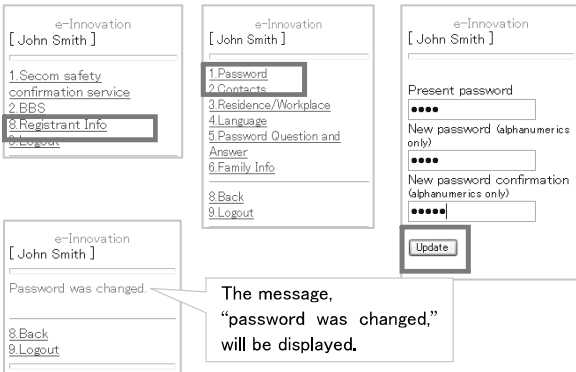 e-Innovation
[ John Smith ]
1.Secom safety
confirmation service
2.BBS
8.Registrant Info
9.Logout
e-Innovation
[ John Smith ]
1.Password
2.Contacts
3.Residence/Workplace
4.Language
5.Password Question and
Answer
6.Family Info
8.Back
9.Logout
e-Innovation
[ John Smith ]
Present password
●●●●
New password (alphanumerics
only)
●●●●
New password confirmation
(alphanumerics only)
●●●●●
Update
e-Innovation
[ John Smith ]
Password was changed.
8.Back
9.Logout
The message,
“password was changed,”
will be displayed.